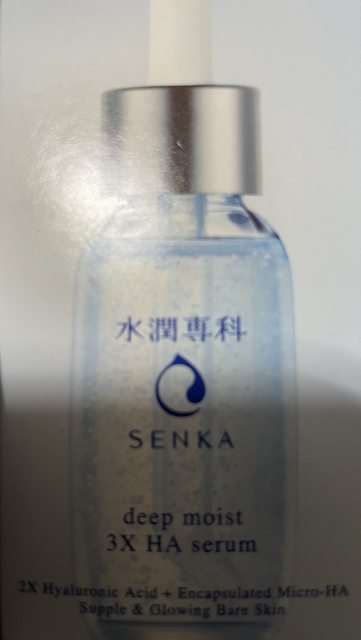 水潤専科
SENKA
deep moist
3X HA serum
2X Hyaluronic Acid + Encapsulated Micro-HA
Supple & Glowing Bare Skin